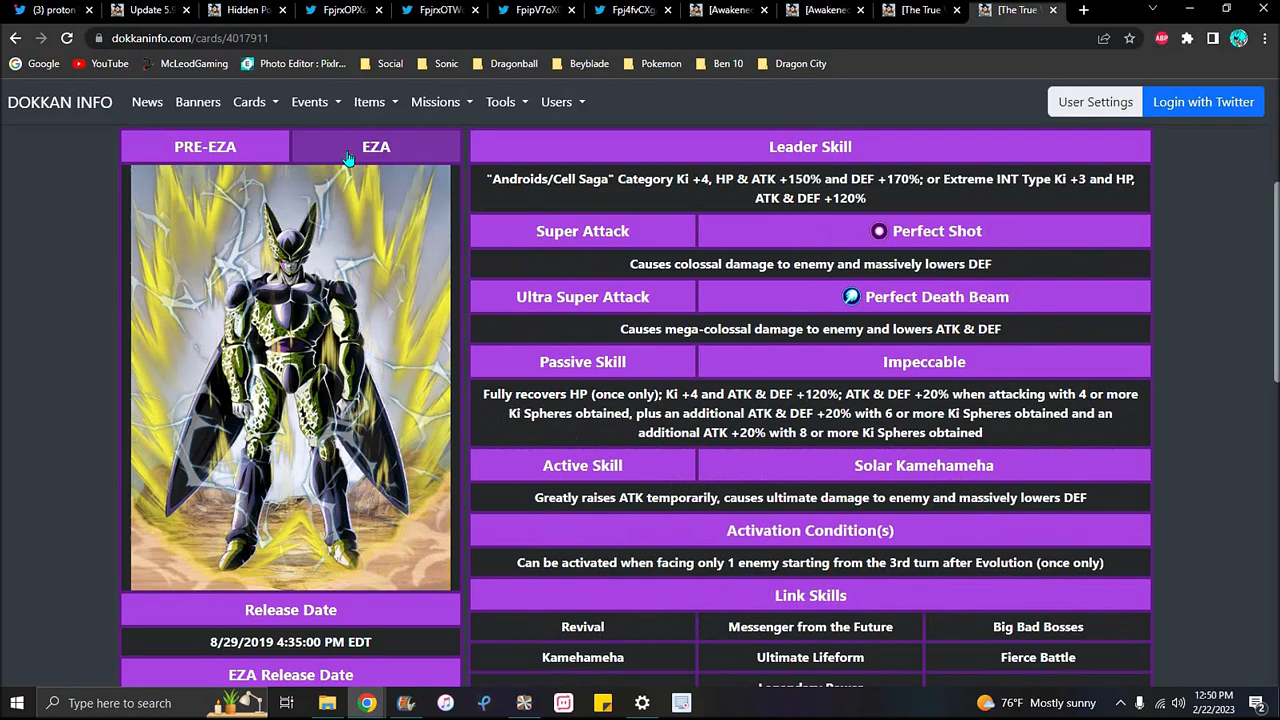 (1) proton
Update 5.9
Hidden Po
FpjrxOPXs
FpjrxOTWc
FpipV7oX
Fpj4fvCXg
[Awakened
[Awakened
[The True
[The True
dokkaninfo.com/cards/4017911
Google YouTube McLeodGaming Photo Editor : Pixlr... Social Sonic Dragonball Beyblade Pokemon Ben 10 Dragon City
DOKKAN INFO News Banners Cards Events Items Missions Tools Users User Settings Login with Twitter
PRE-EZA EZA
Leader Skill
"Androids/Cell Saga" Category Ki +4, HP & ATK +150% and DEF +170%; or Extreme INT Type Ki +3 and HP,
ATK & DEF +120%
Super Attack Perfect Shot
Causes colossal damage to enemy and massively lowers DEF
Ultra Super Attack Perfect Death Beam
Causes mega-colossal damage to enemy and lowers ATK & DEF
Passive Skill Impeccable
Fully recovers HP (once only); Ki +4 and ATK & DEF +120%; ATK & DEF +20% when attacking with 4 or more
Ki Spheres obtained, plus an additional ATK & DEF +20% with 6 or more Ki Spheres obtained and an
additional ATK +20% with 8 or more Ki Spheres obtained
Active Skill Solar Kamehameha
Greatly raises ATK temporarily, causes ultimate damage to enemy and massively lowers DEF
Activation Condition(s)
Can be activated when facing only 1 enemy starting from the 3rd turn after Evolution (once only)
Link Skills
Revival Messenger from the Future Big Bad Bosses
Kamehameha Ultimate Lifeform Fierce Battle
Legendary Power
Release Date
8/29/2019 4:35:00 PM EDT
EZA Release Date
Type here to search
76°F Mostly sunny
12:50 PM
2/22/2023
2